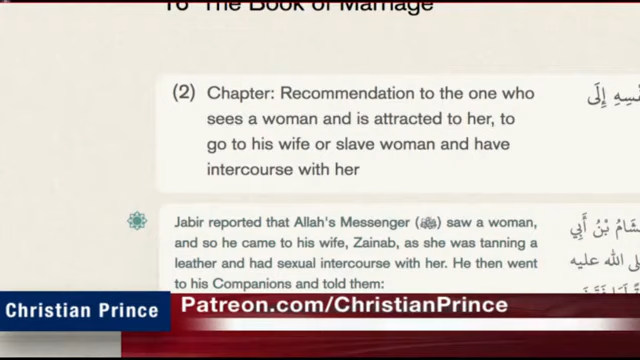 16 The Book of Marriage
(2) Chapter: Recommendation to the one who
sees a woman and is attracted to her, to
go to his wife or slave woman and have
intercourse with her
Jabir reported that Allah's Messenger (ﷺ) saw a woman,
and so he came to his wife, Zainab, as she was tanning a
leather and had sexual intercourse with her. He then went
to his Companions and told them:
إِلَى
شَامُ بْنُ أَبِي
الله عليه
Christian Prince
Patreon.com/ChristianPrince